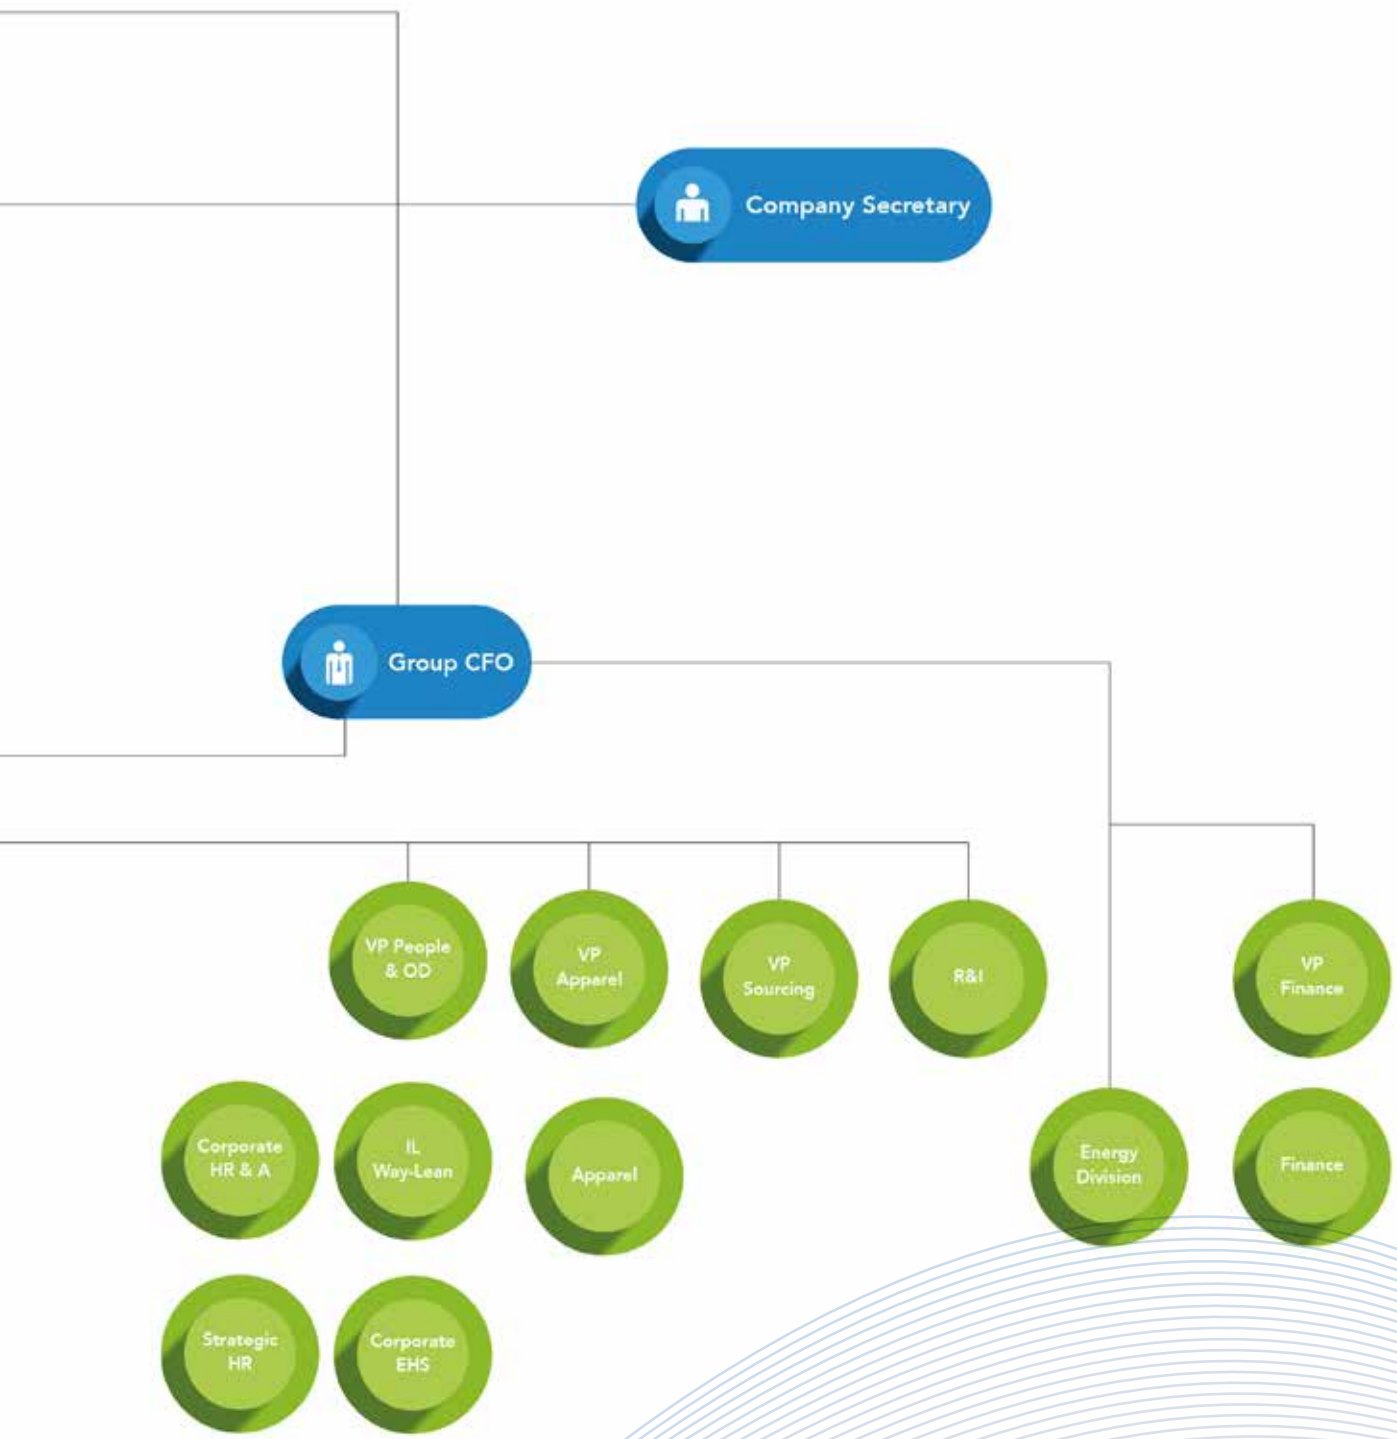 Company Secretary
Group CFO
VP People
& OD
VP
Apparel
VP
Sourcing
R&I
VP
Finance
Corporate
HR & A
IL
Way-Lean
Apparel
Energy
Division
Finance
Strategic
HR
Corporate
EHS